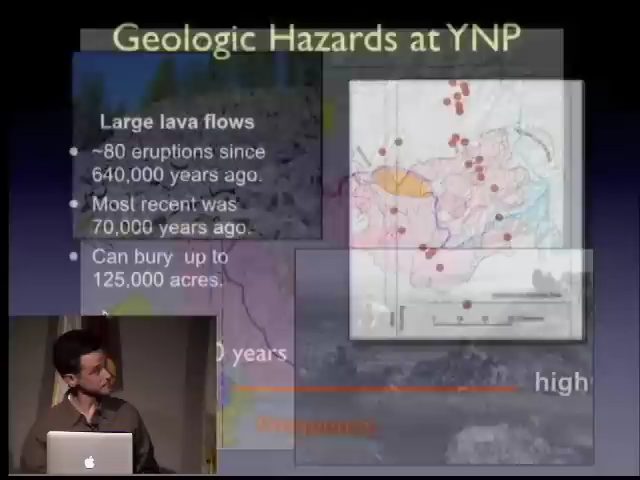 Geologic Hazards at YNP
Large lava flows
• ~80 eruptions since
640,000 years ago.
• Most recent was
70,000 years ago.
• Can bury up to
125,000 acres.
0 years
high